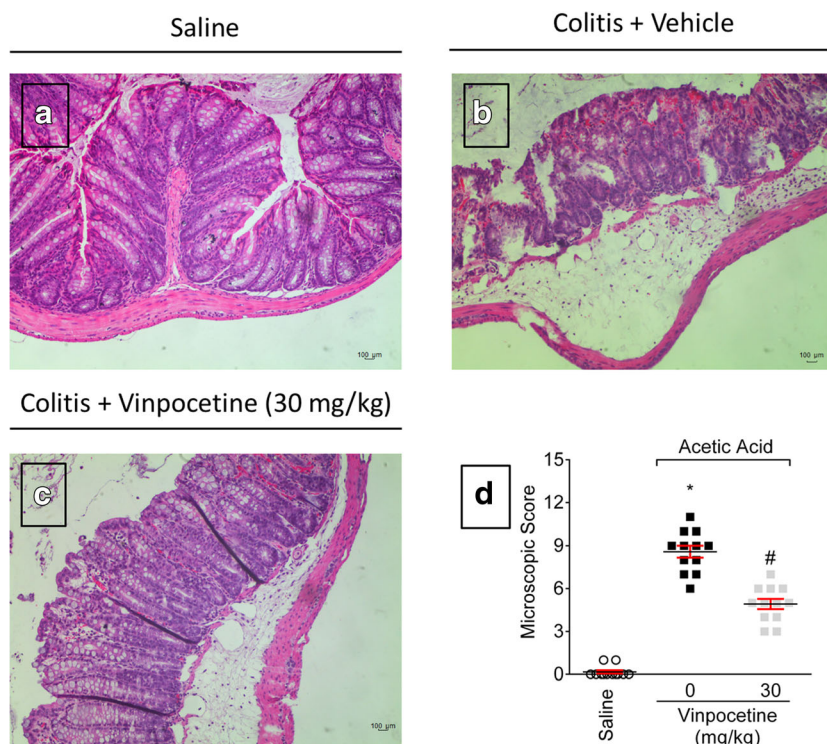 Saline
Colitis + Vehicle
a
b
100 µm
100 µm
Colitis + Vinpocetine (30 mg/kg)
c
100 µm
d
Acetic Acid
15
*
12
9
#
6
3
0
Microscopic Score
Saline
0
30
Vinpocetine
(mg/kg)